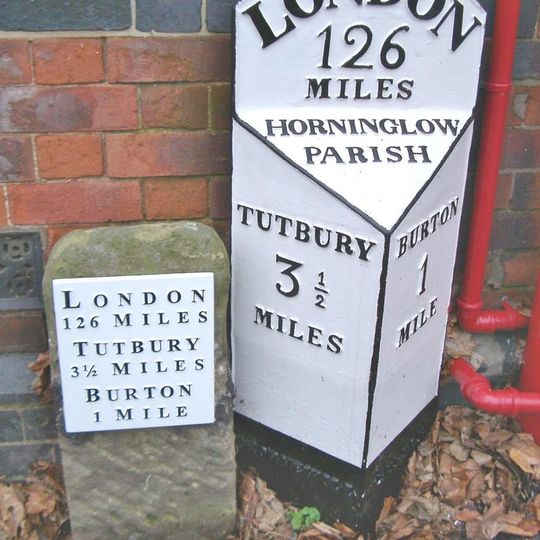 LONDON
126 MILES
TUTBURY
3½ MILES
BURTON
1 MILE
LONDON
126
MILES
HORNINGLOW
PARISH
TUTBURY
3 ½
MILES
BURTON
1
MILE